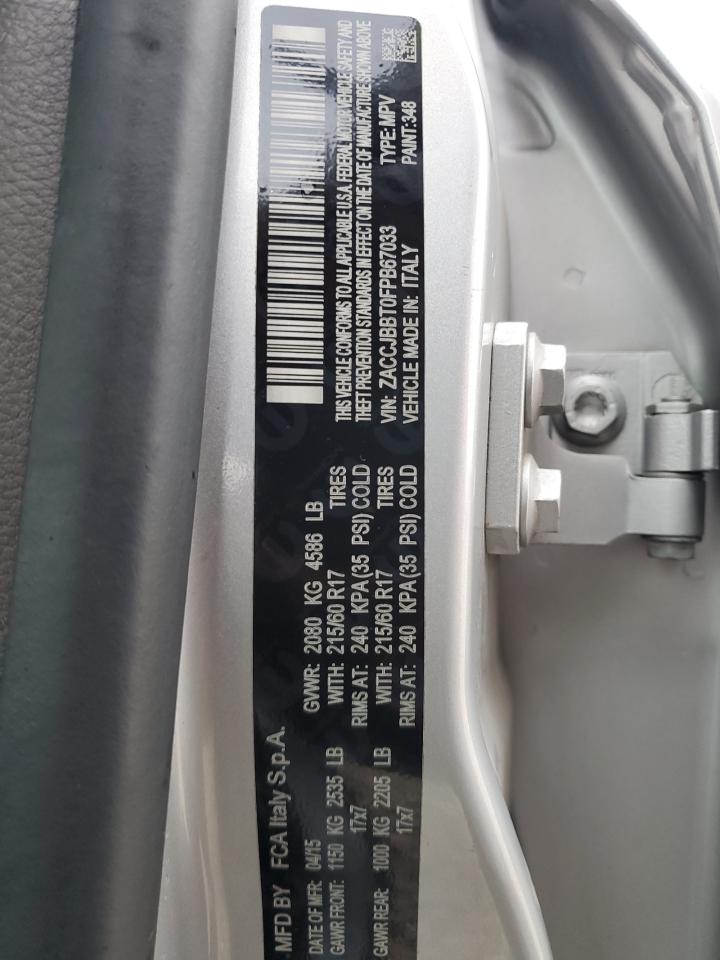 MFD BY FCA Italy S.p.A.
DATE OF MFR: 04/15 GVWR: 2080 KG 4586 LB
GAWR FRONT: 1150 KG 2535 LB WITH: 215/60 R17 TIRES
17x7 RIMS AT: 240 KPA(35 PSI) COLD
GAWR REAR: 1000 KG 2205 LB WITH: 215/60 R17 TIRES
17x7 RIMS AT: 240 KPA(35 PSI) COLD
THIS VEHICLE CONFORMS TO ALL APPLICABLE U.S.A. FEDERAL MOTOR VEHICLE SAFETY AND
THEFT PREVENTION STANDARDS IN EFFECT ON THE DATE OF MANUFACTURE SHOWN ABOVE
VIN: ZACCJBBT0FPB67033 TYPE: MPV
VEHICLE MADE IN: ITALY PAINT:348